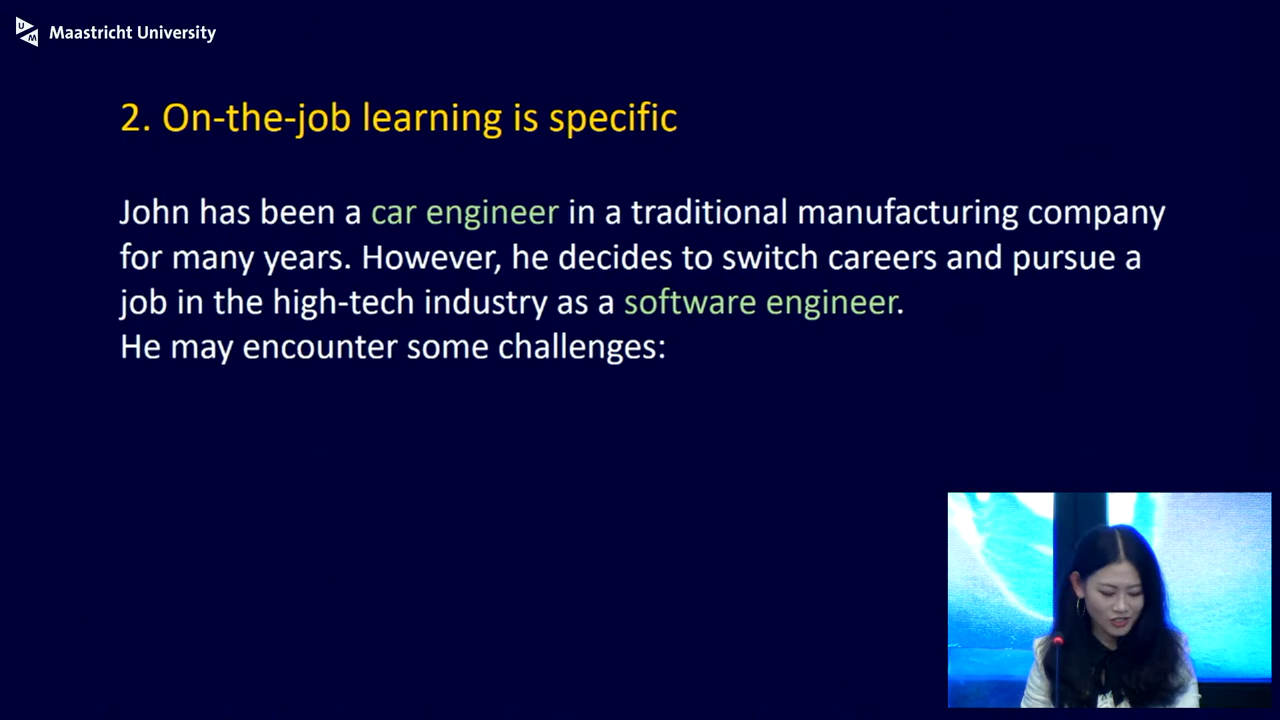 UM
Maastricht University
2. On-the-job learning is specific
John has been a car engineer in a traditional manufacturing company
for many years. However, he decides to switch careers and pursue a
job in the high-tech industry as a software engineer.
He may encounter some challenges: